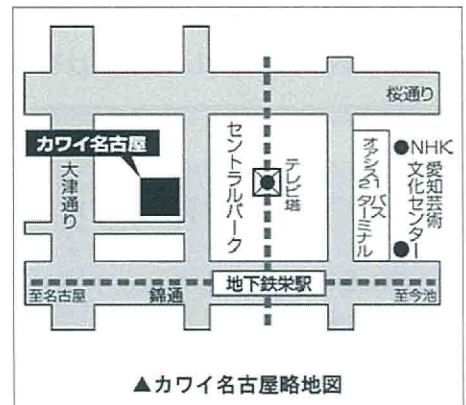 桜通り
カワイ名古屋
大津通り
セントラルパーク
テレビ塔
オアシス21
バスターミナル
NHK
愛知芸術
文化センター
至名古屋
錦通
地下鉄栄駅
至今池
▲カワイ名古屋略地図